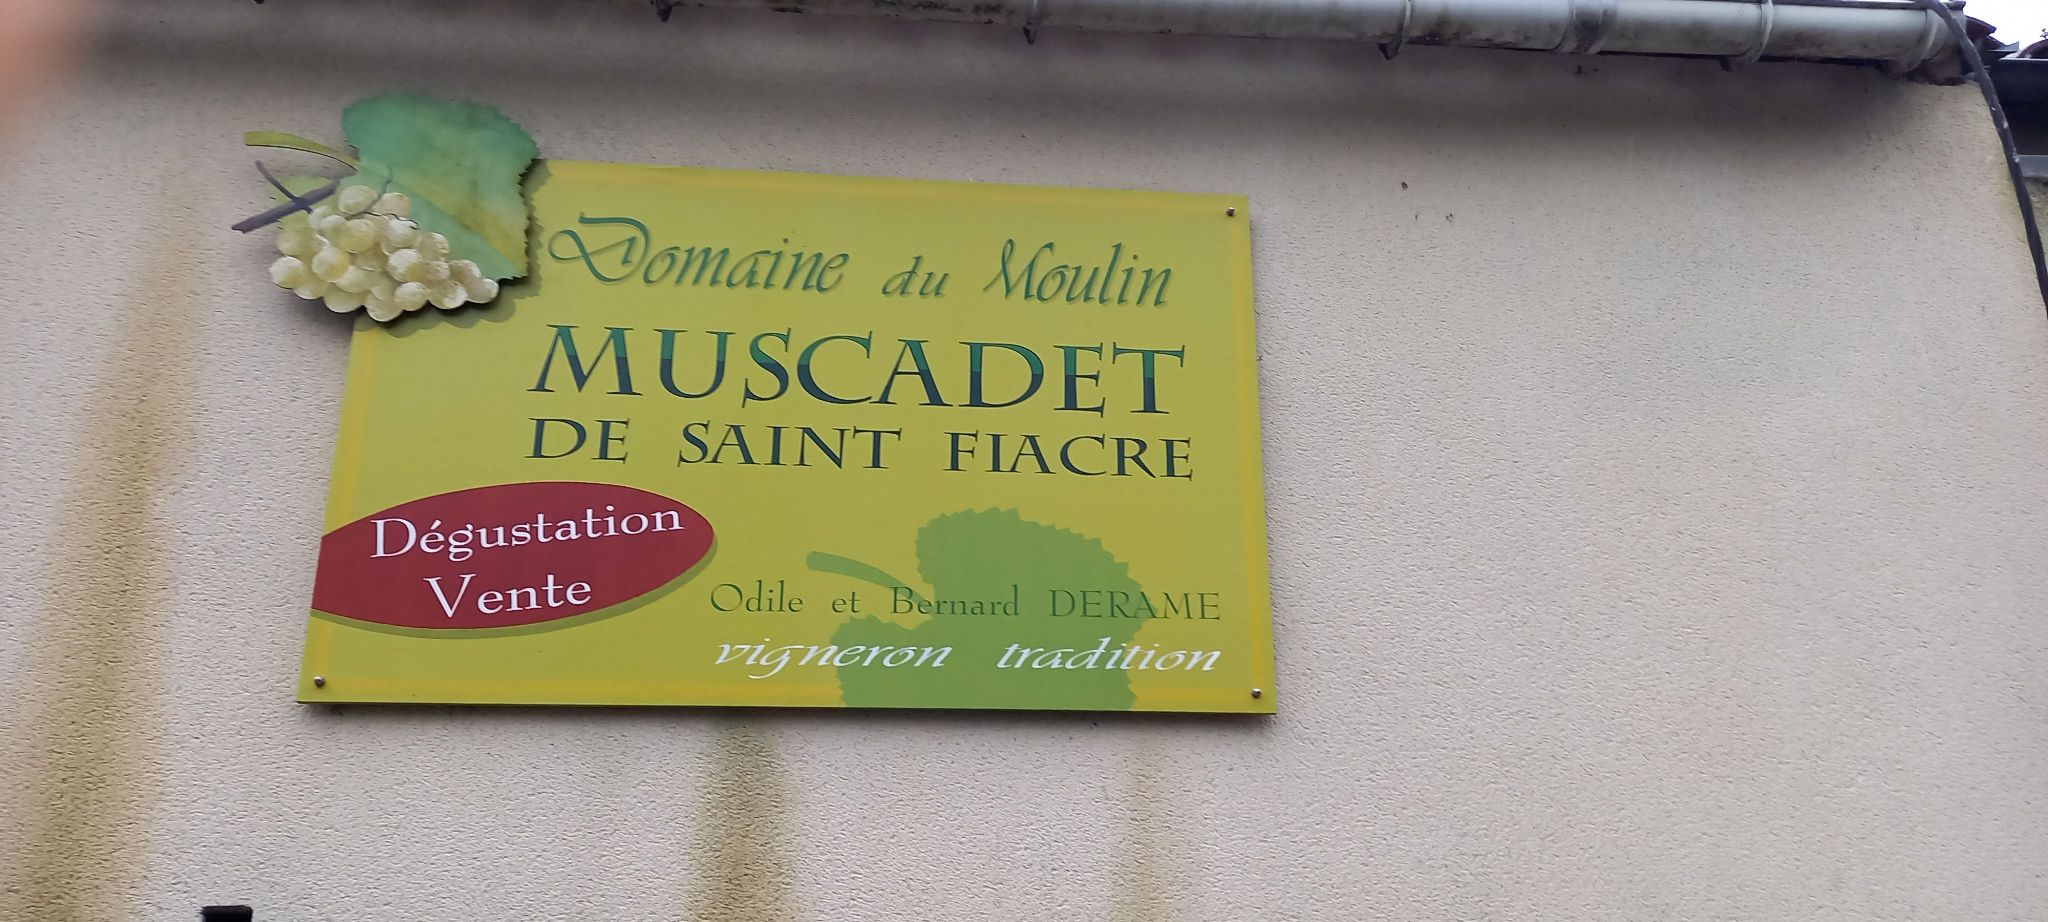 Domaine du Moulin
MUSCADET
DE SAINT FIACRE
Dégustation
Vente
Odile et Bernard DERAME
vigneron tradition